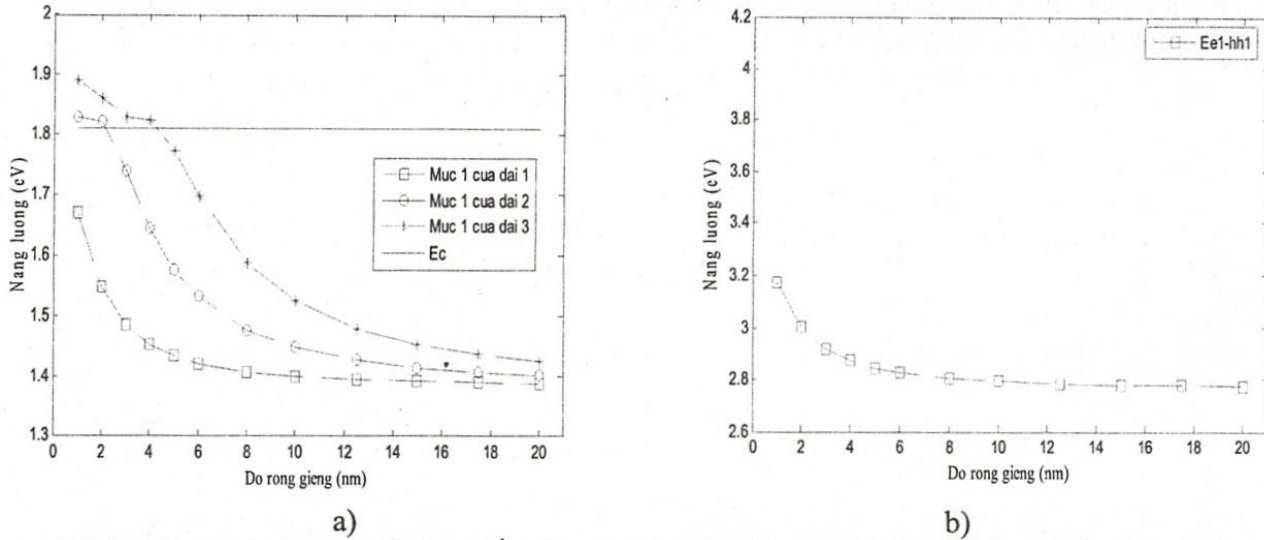 2
1.9
1.8
1.7
1.6
1.5
1.4
1.3
Nang luong (cV)
0 2 4 6 8 10 12 14 16 18 20
Do rong gieng (nm)
Muc 1 cua dai 1
Muc 1 cua dai 2
Muc 1 cua dai 3
Ec
a)
4.2
4
3.8
3.6
3.4
3.2
3
2.8
2.6
Nang luong (cV)
0 2 4 6 8 10 12 14 16 18 20
Do rong gieng (nm)
Ee1-hh1
b)